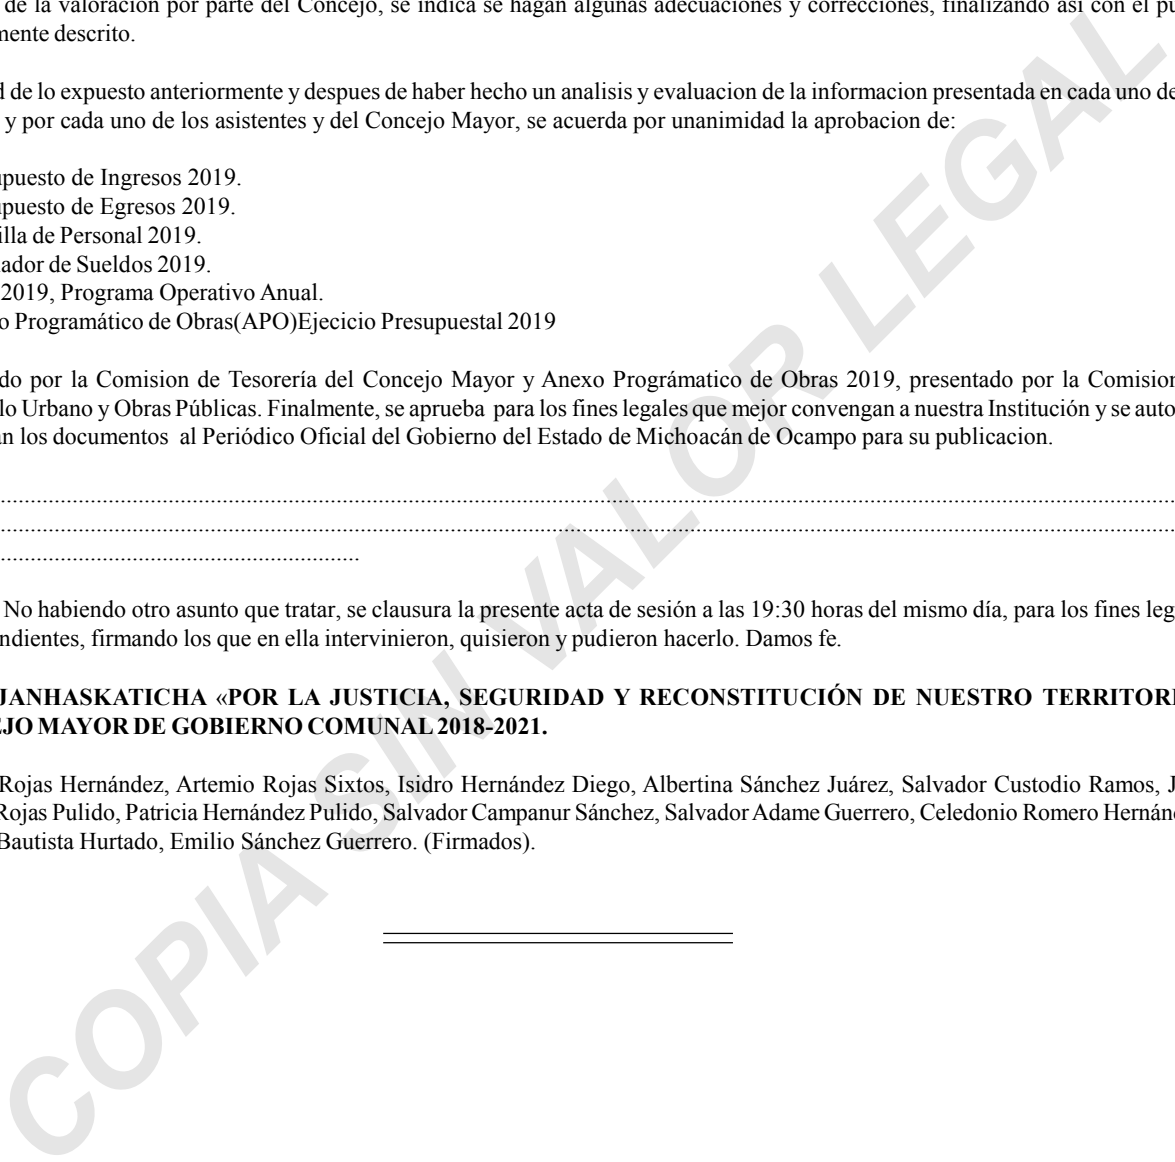 de la valoración por parte del Concejo, se indica se hagan algunas adecuaciones y correcciones, finalizando así con el
mente descrito.
de lo expuesto anteriormente y despues de haber hecho un analisis y evaluacion de la informacion presentada en cada uno de
y por cada uno de los asistentes y del Concejo Mayor, se acuerda por unanimidad la aprobacion de:
puesto de Ingresos 2019.
puesto de Egresos 2019.
illa de Personal 2019.
ador de Sueldos 2019.
2019, Programa Operativo Anual.
o Programático de Obras(APO)Ejecicio Presupuestal 2019
do por la Comision de Tesorería del Concejo Mayor y Anexo Prográmatico de Obras 2019, presentado por la Comision
lo Urbano y Obras Públicas. Finalmente, se aprueba para los fines legales que mejor convengan a nuestra Institución y se auto
an los documentos al Periódico Oficial del Gobierno del Estado de Michoacán de Ocampo para su publicacion.
No habiendo otro asunto que tratar, se clausura la presente acta de sesión a las 19:30 horas del mismo día, para los fines leg
ndientes, firmando los que en ella intervinieron, quisieron y pudieron hacerlo. Damos fe.
JANHASKATICHA «POR LA JUSTICIA, SEGURIDAD Y RECONSTITUCIÓN DE NUESTRO TERRITORI
EJO MAYOR DE GOBIERNO COMUNAL 2018-2021.
Rojas Hernández, Artemio Rojas Sixtos, Isidro Hernández Diego, Albertina Sánchez Juárez, Salvador Custodio Ramos, J
Rojas Pulido, Patricia Hernández Pulido, Salvador Campanur Sánchez, Salvador Adame Guerrero, Celedonio Romero Hernánd
Bautista Hurtado, Emilio Sánchez Guerrero. (Firmados).
COPIA SIN VALOR LEGAL